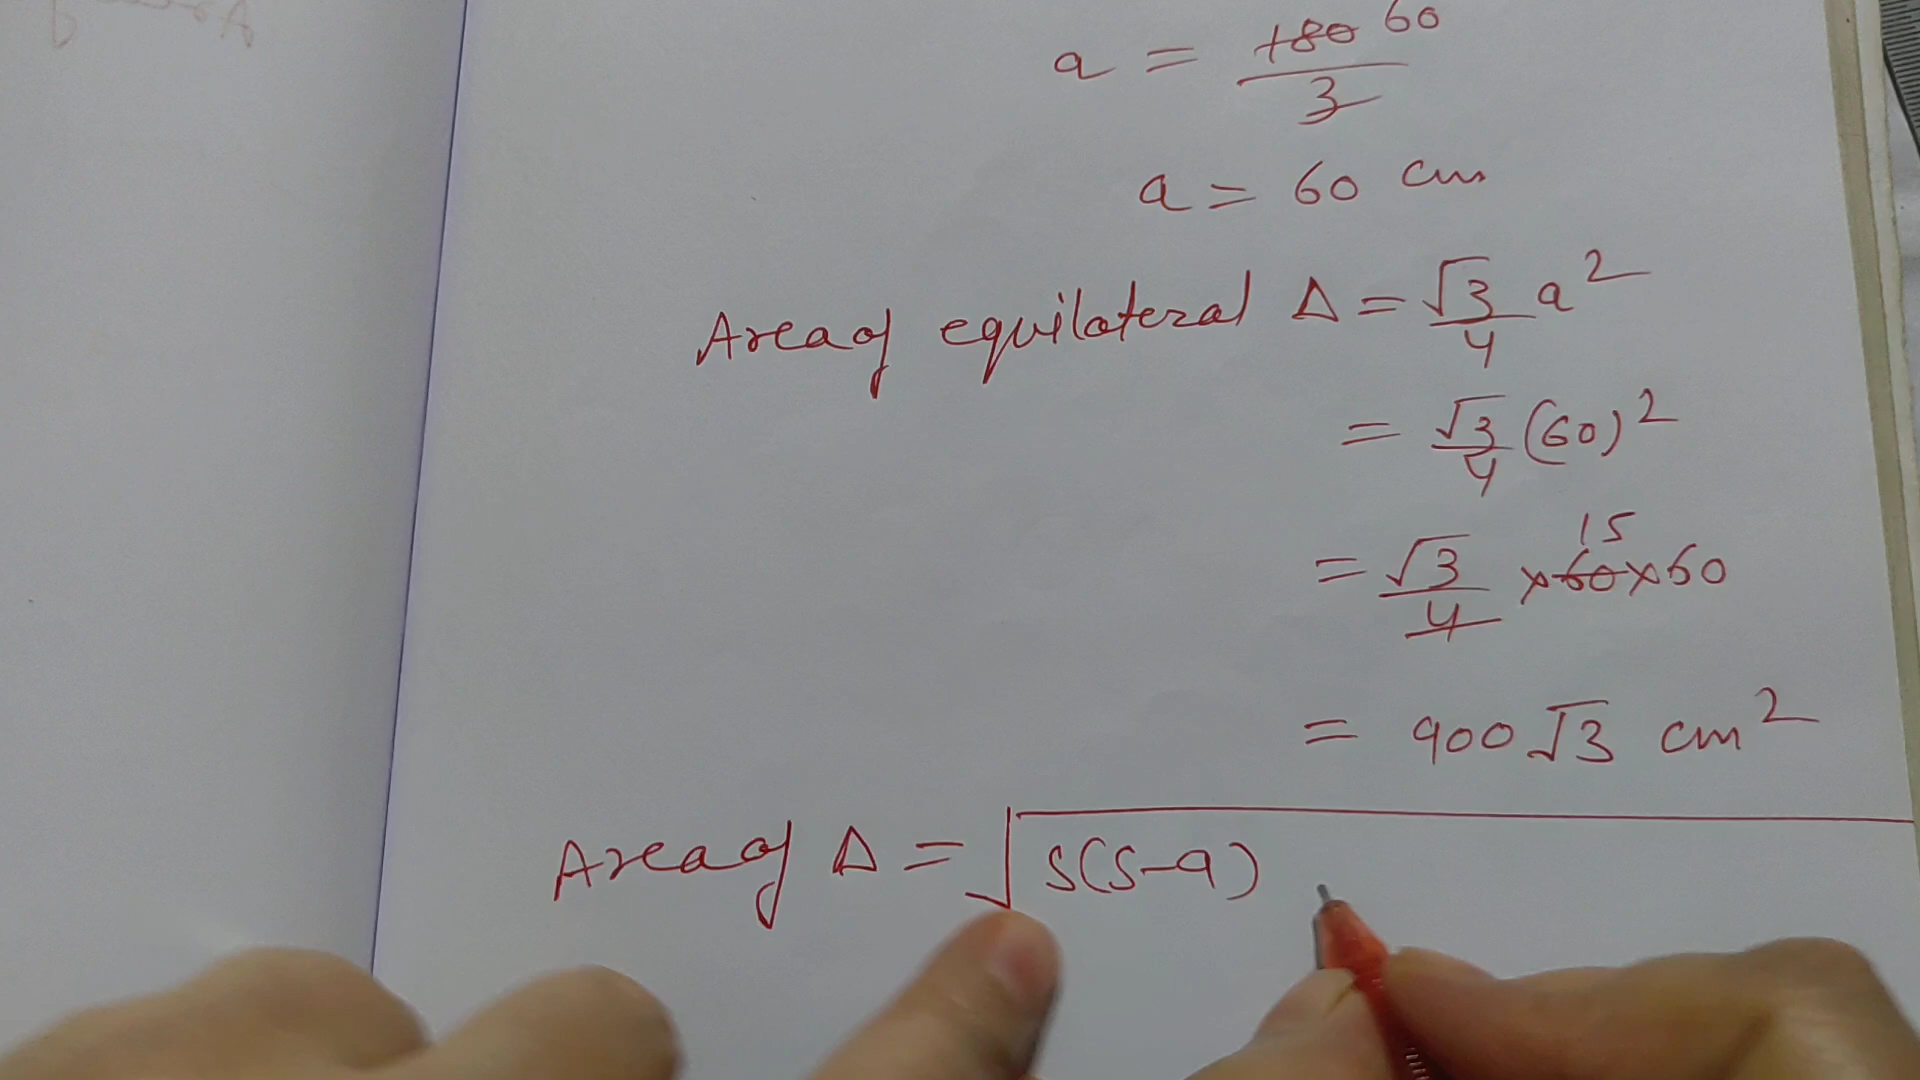 a = 180 60 / 3
a = 60 cm
Area of equilateral Δ = √3/4 a²
= √3/4 (60)²
= √3/4 × 60 × 60 15
= 900√3 cm²
Area of Δ = √s(s-a)